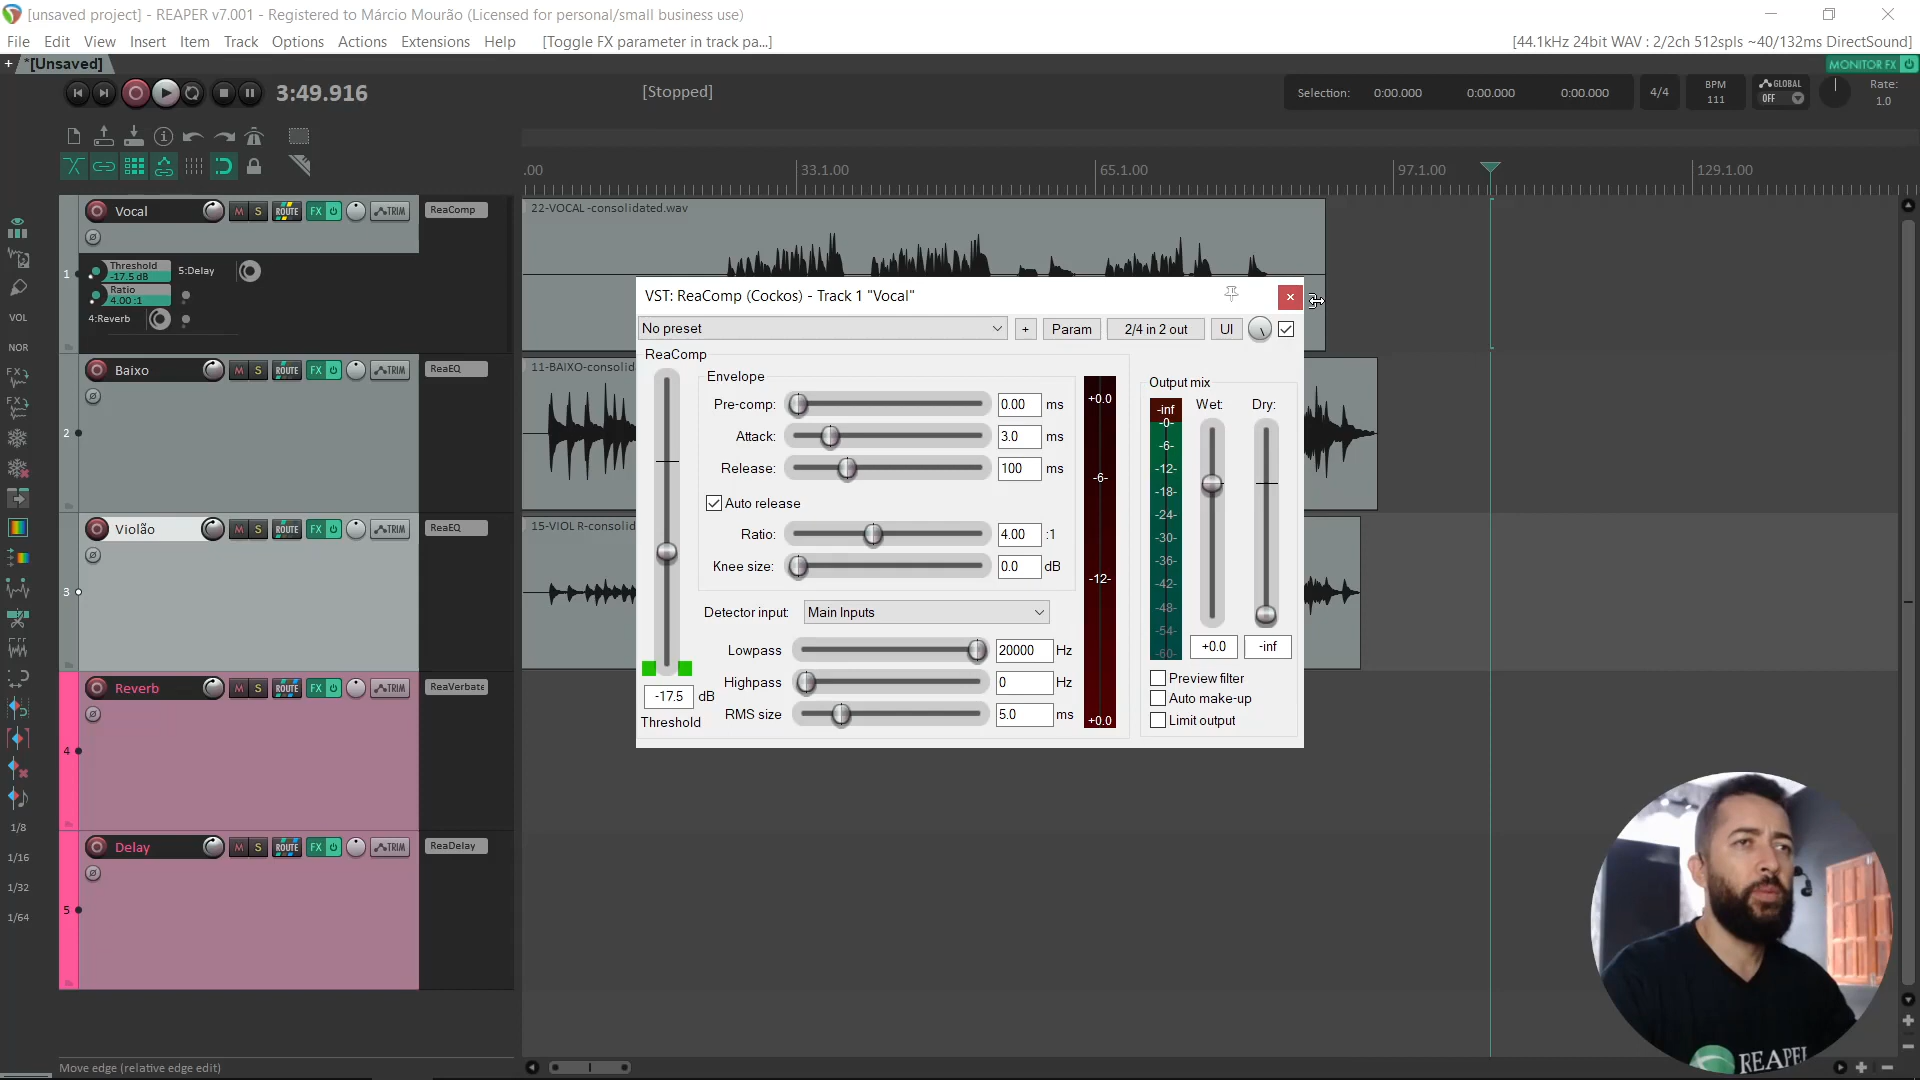 [unsaved project] - REAPER v7.001 - Registered to Márcio Mourão (Licensed for personal/small business use)
File Edit View Insert Item Track Options Actions Extensions Help [Toggle FX parameter in track pa...]
[44.1kHz 24bit WAV : 2/2ch 512spls ~40/132ms DirectSound]
+ *[Unsaved]
MONITOR FX
3:49.916
[Stopped]
Selection: 0:00.000 0:00.000 0:00.000
4/4
BPM
111
GLOBAL
OFF
Rate:
1.0
.00 33.1.00 65.1.00 97.1.00 129.1.00
Vocal M S ROUTE FX TRIM ReaComp
22-VOCAL -consolidated.wav
Threshold
-17.5 dB
5:Delay
Ratio
4.00 :1
4:Reverb
1
VOL
NOR
FX
FX
1/8
1/16
1/32
1/64
Baixo M S ROUTE FX TRIM ReaEQ
11-BAIXO-consolid
2
Violão M S ROUTE FX TRIM ReaEQ
15-VIOL R-consolid
3
Reverb M S ROUTE FX TRIM ReaVerbate
4
Delay M S ROUTE FX TRIM ReaDelay
5
VST: ReaComp (Cockos) - Track 1 "Vocal"
No preset + Param 2/4 in 2 out UI
ReaComp
Envelope
Pre-comp: 0.00 ms
Attack: 3.0 ms
Release: 100 ms
Auto release
Ratio: 4.00 :1
Knee size: 0.0 dB
Detector input: Main Inputs
Lowpass 20000 Hz
Highpass 0 Hz
RMS size 5.0 ms
-17.5 dB
Threshold
+0.0
-6-
-12-
+0.0
Output mix
Wet: Dry:
-inf
-0-
-6-
-12-
-18-
-24-
-30-
-36-
-42-
-48-
-54-
-60-
+0.0 -inf
Preview filter
Auto make-up
Limit output
Move edge (relative edge edit)
REAPE